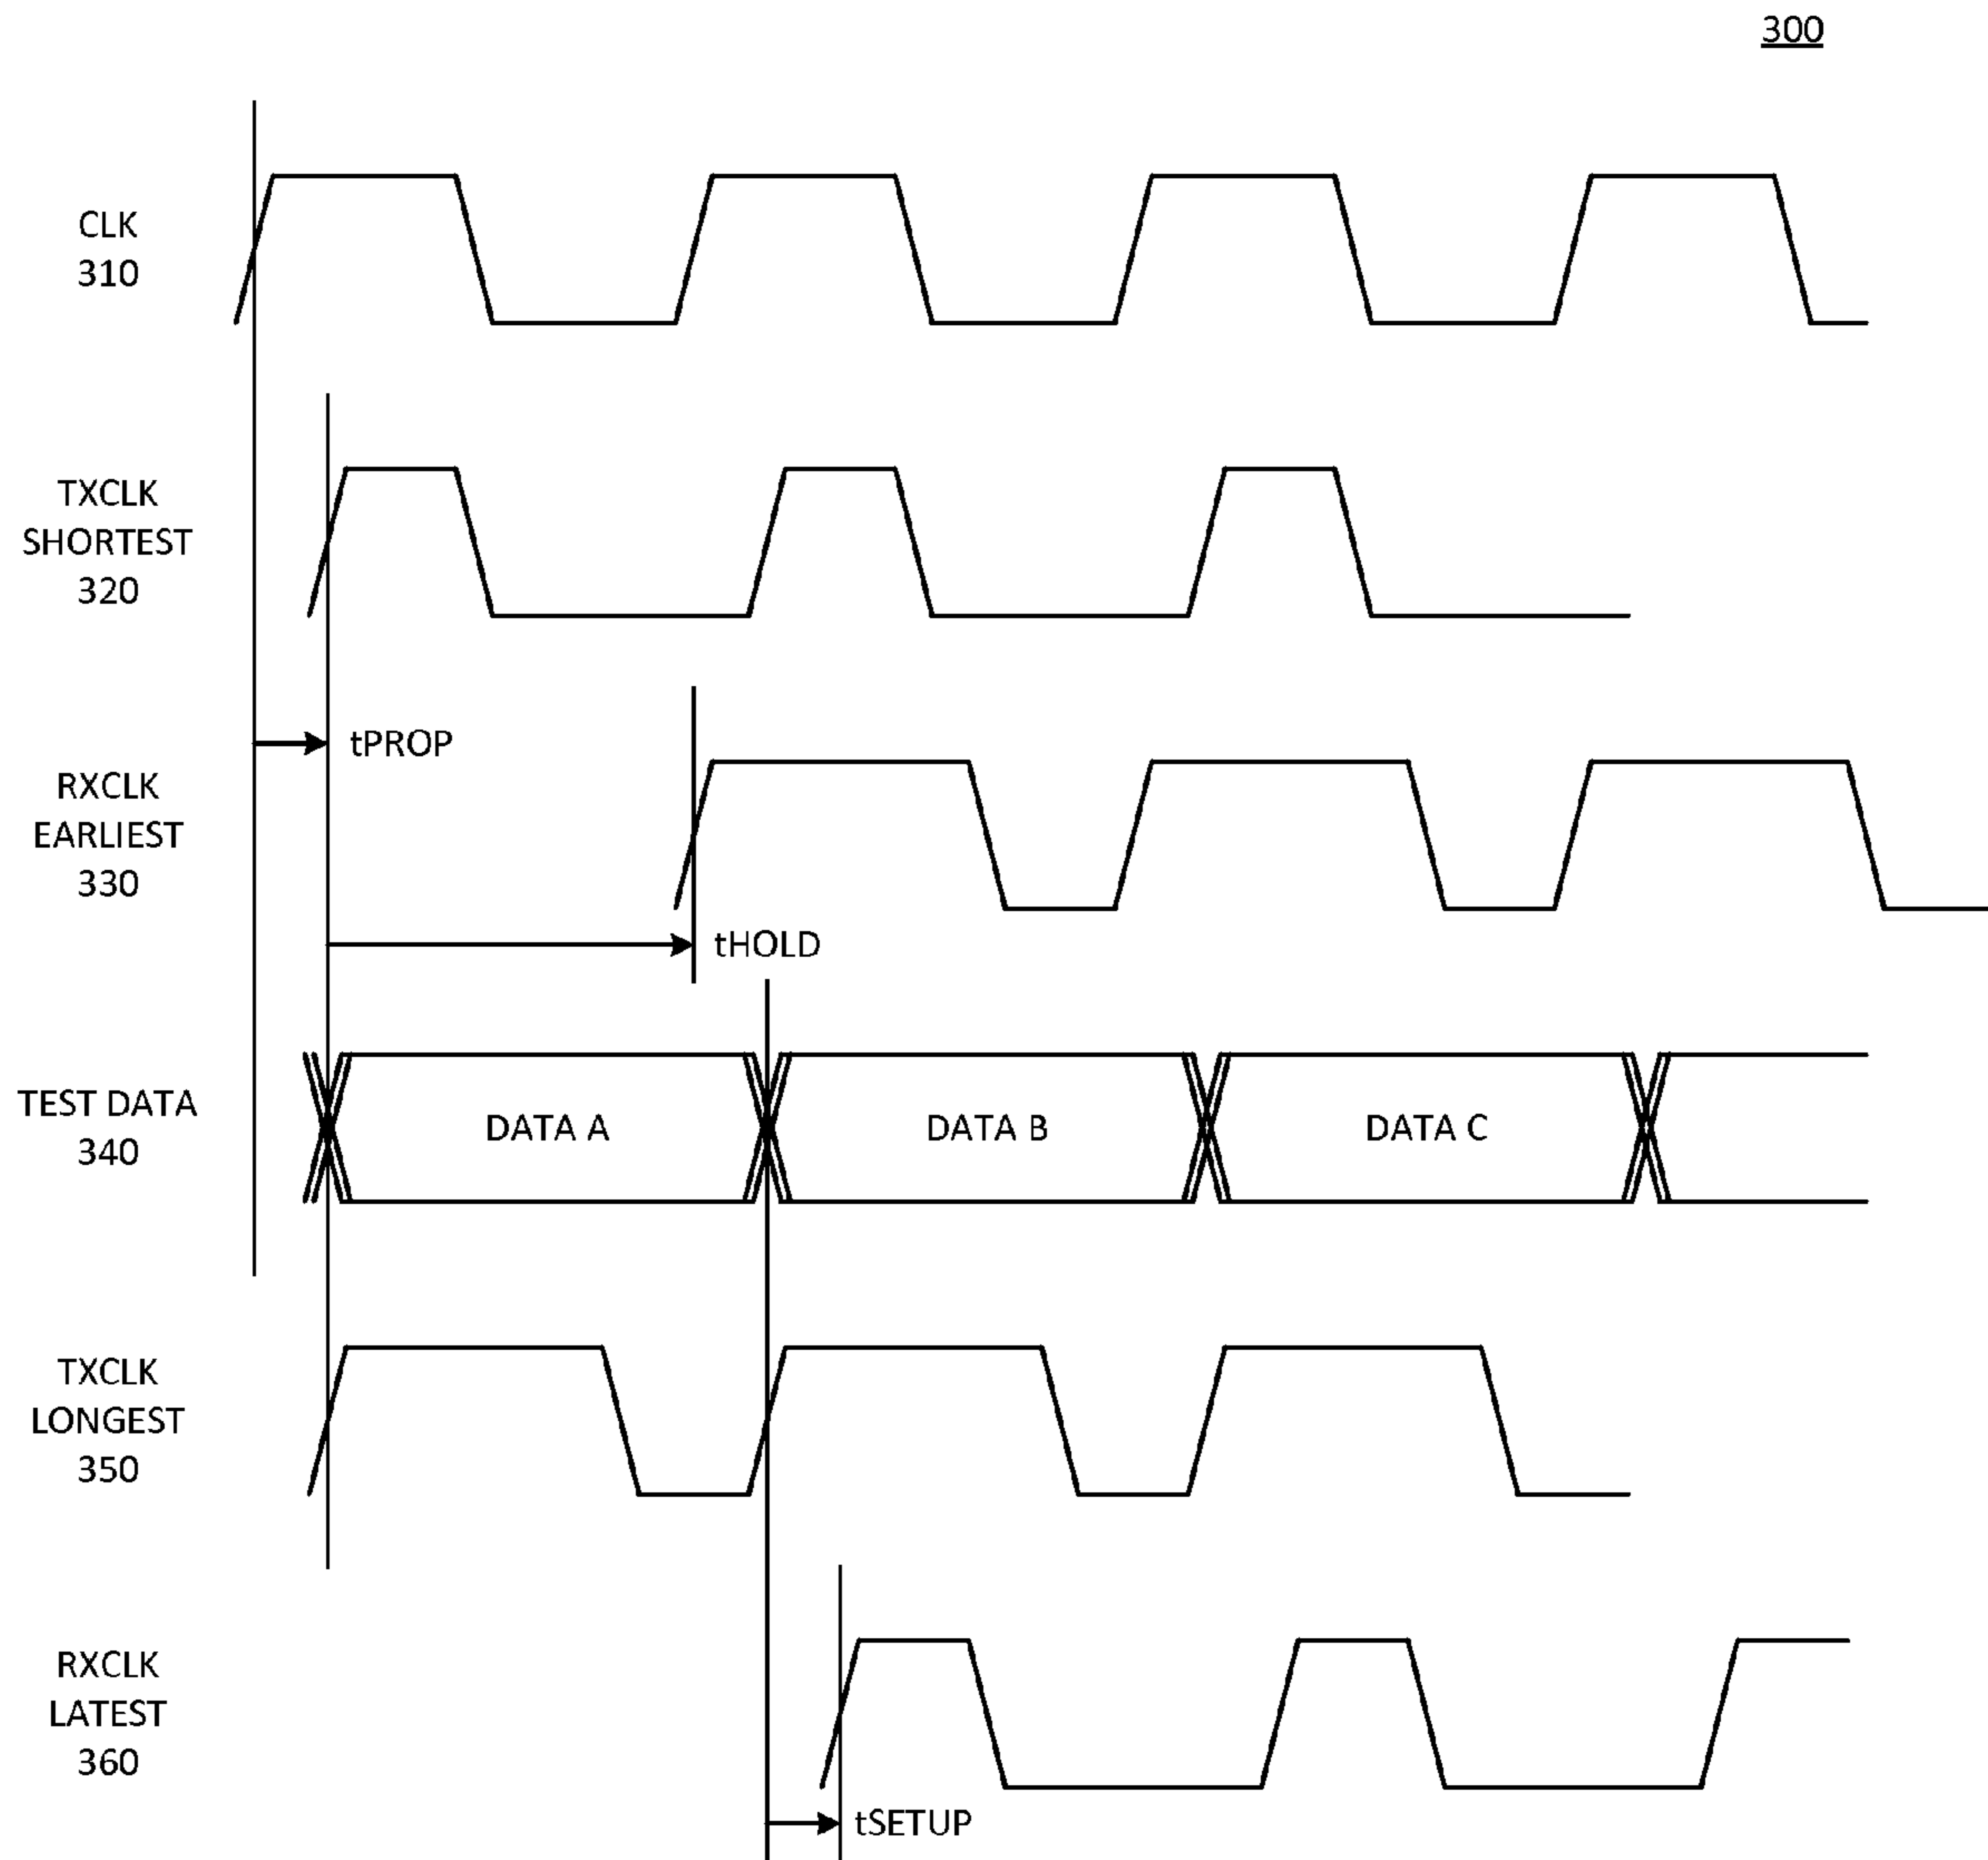 300
CLK
310
TXCLK
SHORTEST
320
tPROP
RXCLK
EARLIEST
330
tHOLD
TEST DATA
340
DATA A
DATA B
DATA C
TXCLK
LONGEST
350
RXCLK
LATEST
360
tSETUP